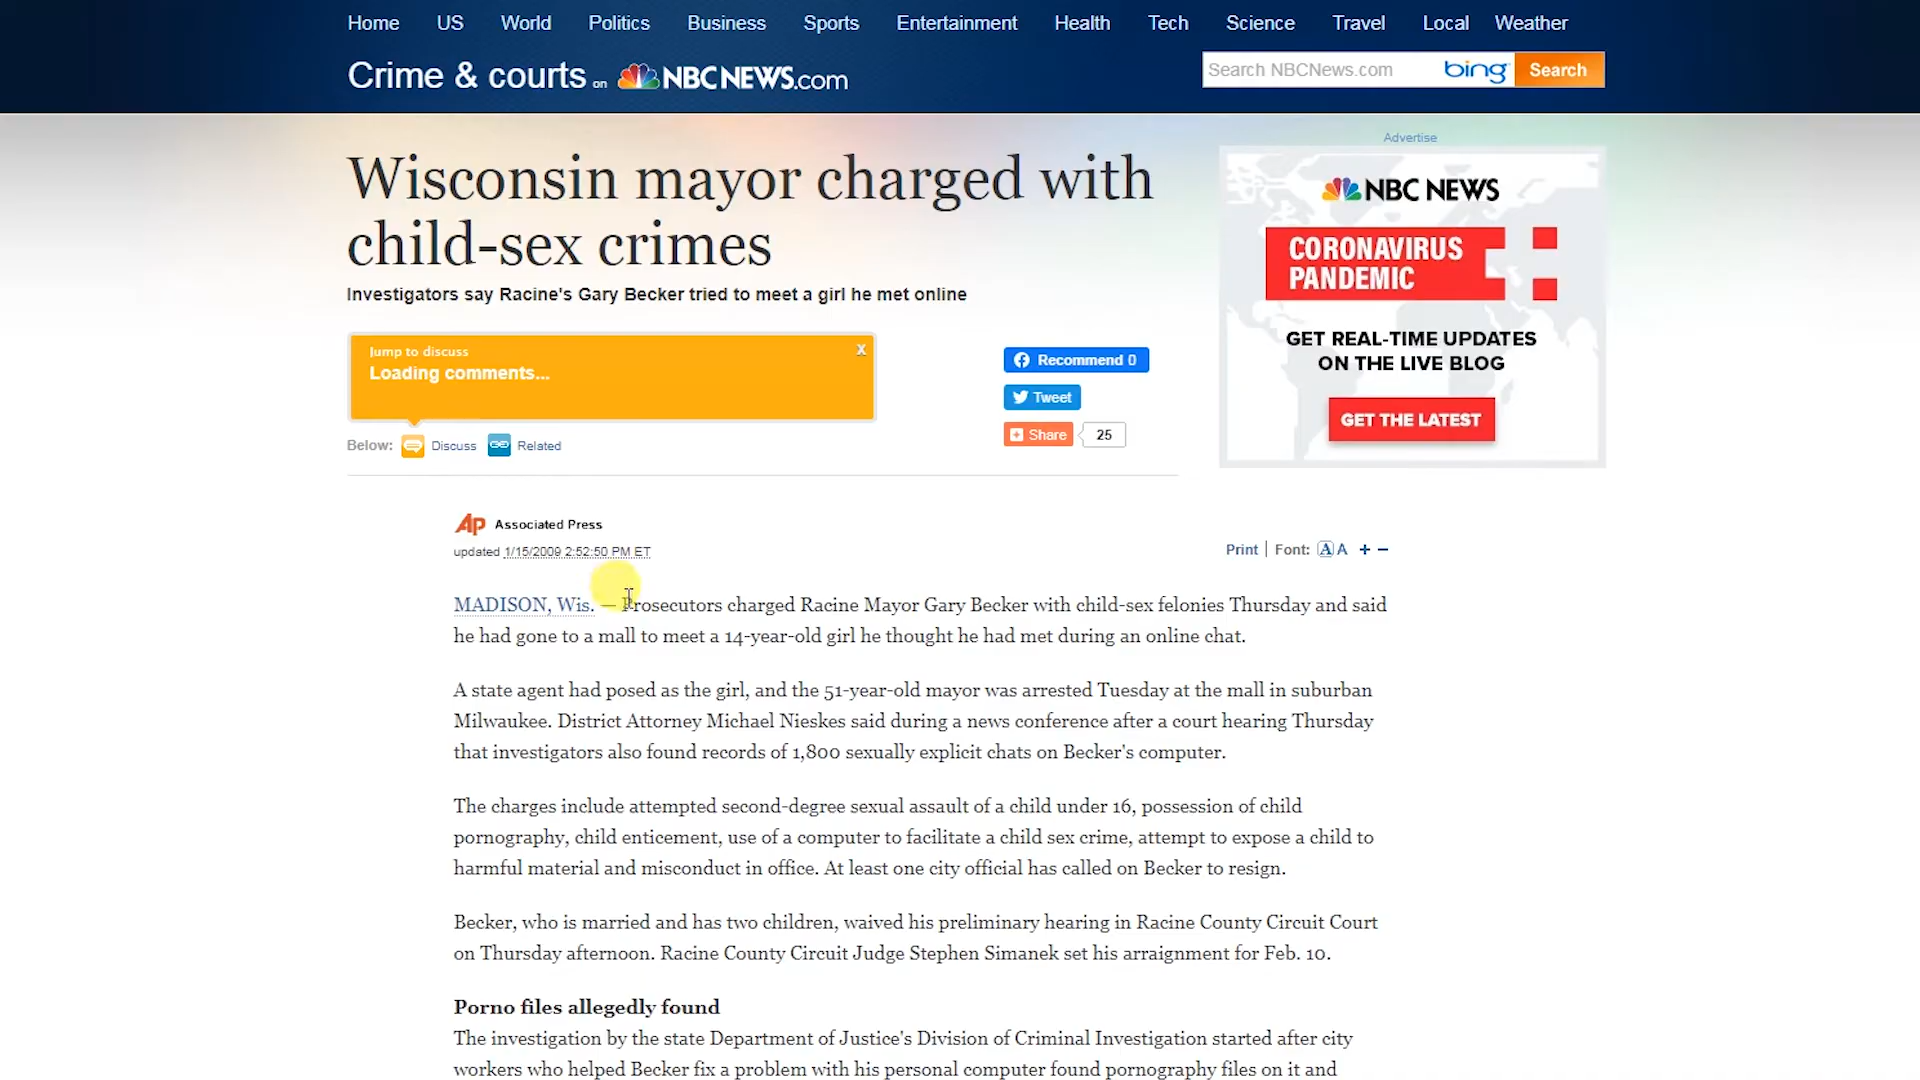 Home US World Politics Business Sports Entertainment Health Tech Science Travel Local Weather
Crime & courts on NBCNEWS.com
Search NBCNews.com bing Search
Advertise
Wisconsin mayor charged with
child-sex crimes
Investigators say Racine's Gary Becker tried to meet a girl he met online
NBC NEWS
CORONAVIRUS
PANDEMIC
GET REAL-TIME UPDATES
ON THE LIVE BLOG
GET THE LATEST
Jump to discuss X
Loading comments...
Recommend 0
Tweet
Share 25
Below: Discuss Related
AP Associated Press
updated 1/15/2009 2:52:50 PM ET
Print | Font: A A + −
MADISON, Wis. — Prosecutors charged Racine Mayor Gary Becker with child-sex felonies Thursday and said
he had gone to a mall to meet a 14-year-old girl he thought he had met during an online chat.
A state agent had posed as the girl, and the 51-year-old mayor was arrested Tuesday at the mall in suburban
Milwaukee. District Attorney Michael Nieskes said during a news conference after a court hearing Thursday
that investigators also found records of 1,800 sexually explicit chats on Becker's computer.
The charges include attempted second-degree sexual assault of a child under 16, possession of child
pornography, child enticement, use of a computer to facilitate a child sex crime, attempt to expose a child to
harmful material and misconduct in office. At least one city official has called on Becker to resign.
Becker, who is married and has two children, waived his preliminary hearing in Racine County Circuit Court
on Thursday afternoon. Racine County Circuit Judge Stephen Simanek set his arraignment for Feb. 10.
Porno files allegedly found
The investigation by the state Department of Justice's Division of Criminal Investigation started after city
workers who helped Becker fix a problem with his personal computer found pornography files on it and